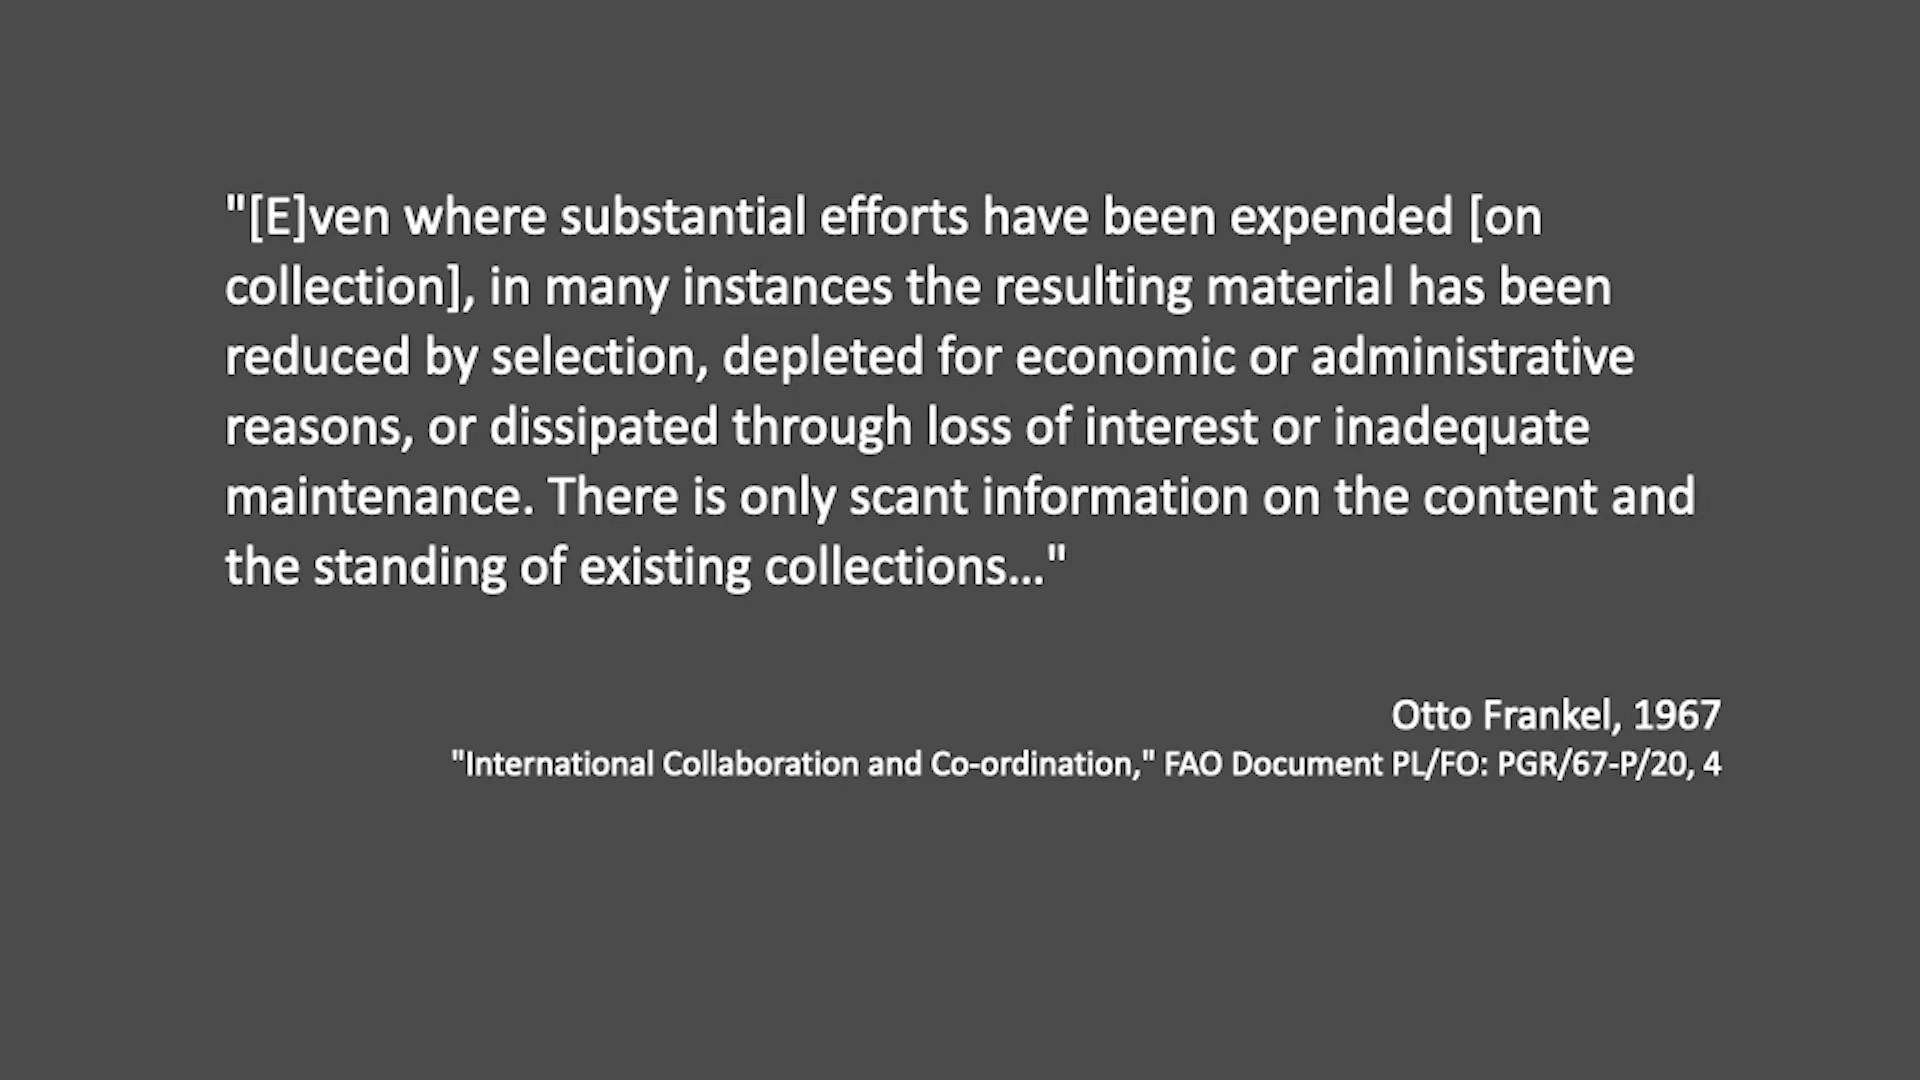 "[E]ven where substantial efforts have been expended [on
collection], in many instances the resulting material has been
reduced by selection, depleted for economic or administrative
reasons, or dissipated through loss of interest or inadequate
maintenance. There is only scant information on the content and
the standing of existing collections..."
Otto Frankel, 1967
"International Collaboration and Co-ordination," FAO Document PL/FO: PGR/67-P/20, 4